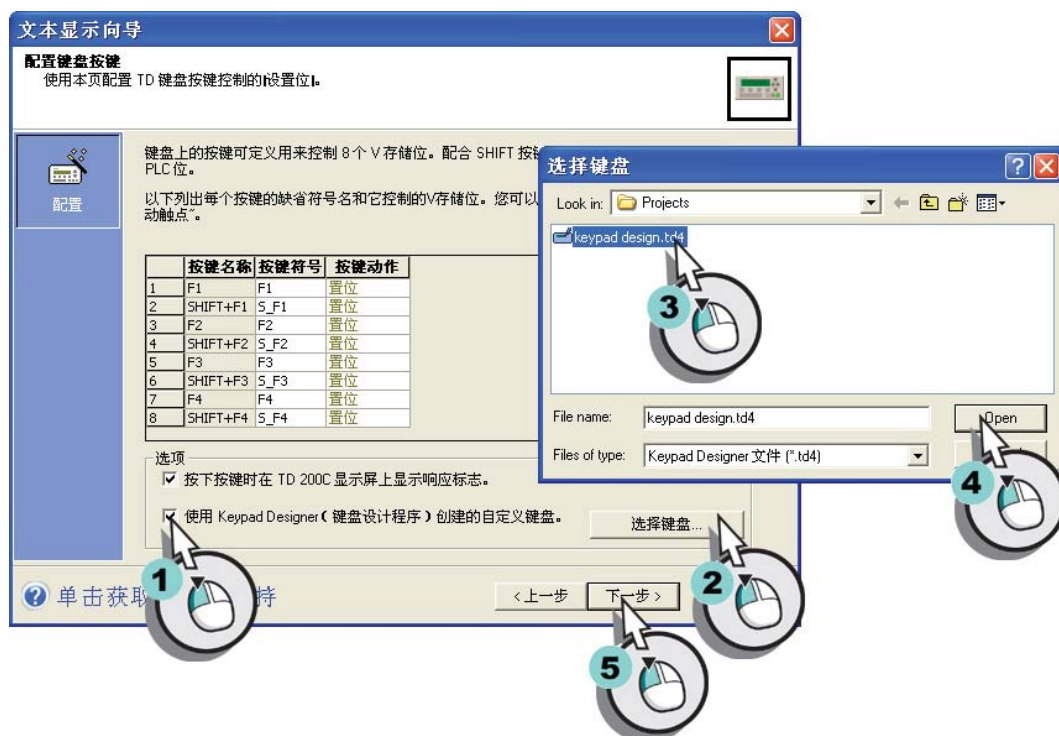 文本显示向导
配置键盘按键
使用本页配置 TD 键盘按键控制的|设置位|。
配置
键盘上的按键可定义用来控制 8 个 V 存储位。配合 SHIFT 按
PLC 位。
以下列出每个按键的缺省符号名和它控制的V存储位。您可以
动触点”。
按键名称 按键符号 按键动作
1 F1 F1 置位
2 SHIFT+F1 S_F1 置位
3 F2 F2 置位
4 SHIFT+F2 S_F2 置位
5 F3 F3 置位
6 SHIFT+F3 S_F3 置位
7 F4 F4 置位
8 SHIFT+F4 S_F4 置位
选项
按下按键时在 TD 200C 显示屏上显示响应标志。
使用 Keypad Designer（键盘设计程序）创建的自定义键盘。
选择键盘...
单击获 持
<上一步
下一步>
选择键盘
Look in: Projects
keypad design.td4
File name: keypad design.td4
Open
Files of type: Keypad Designer 文件 (*.td4)
1
2
3
4
5